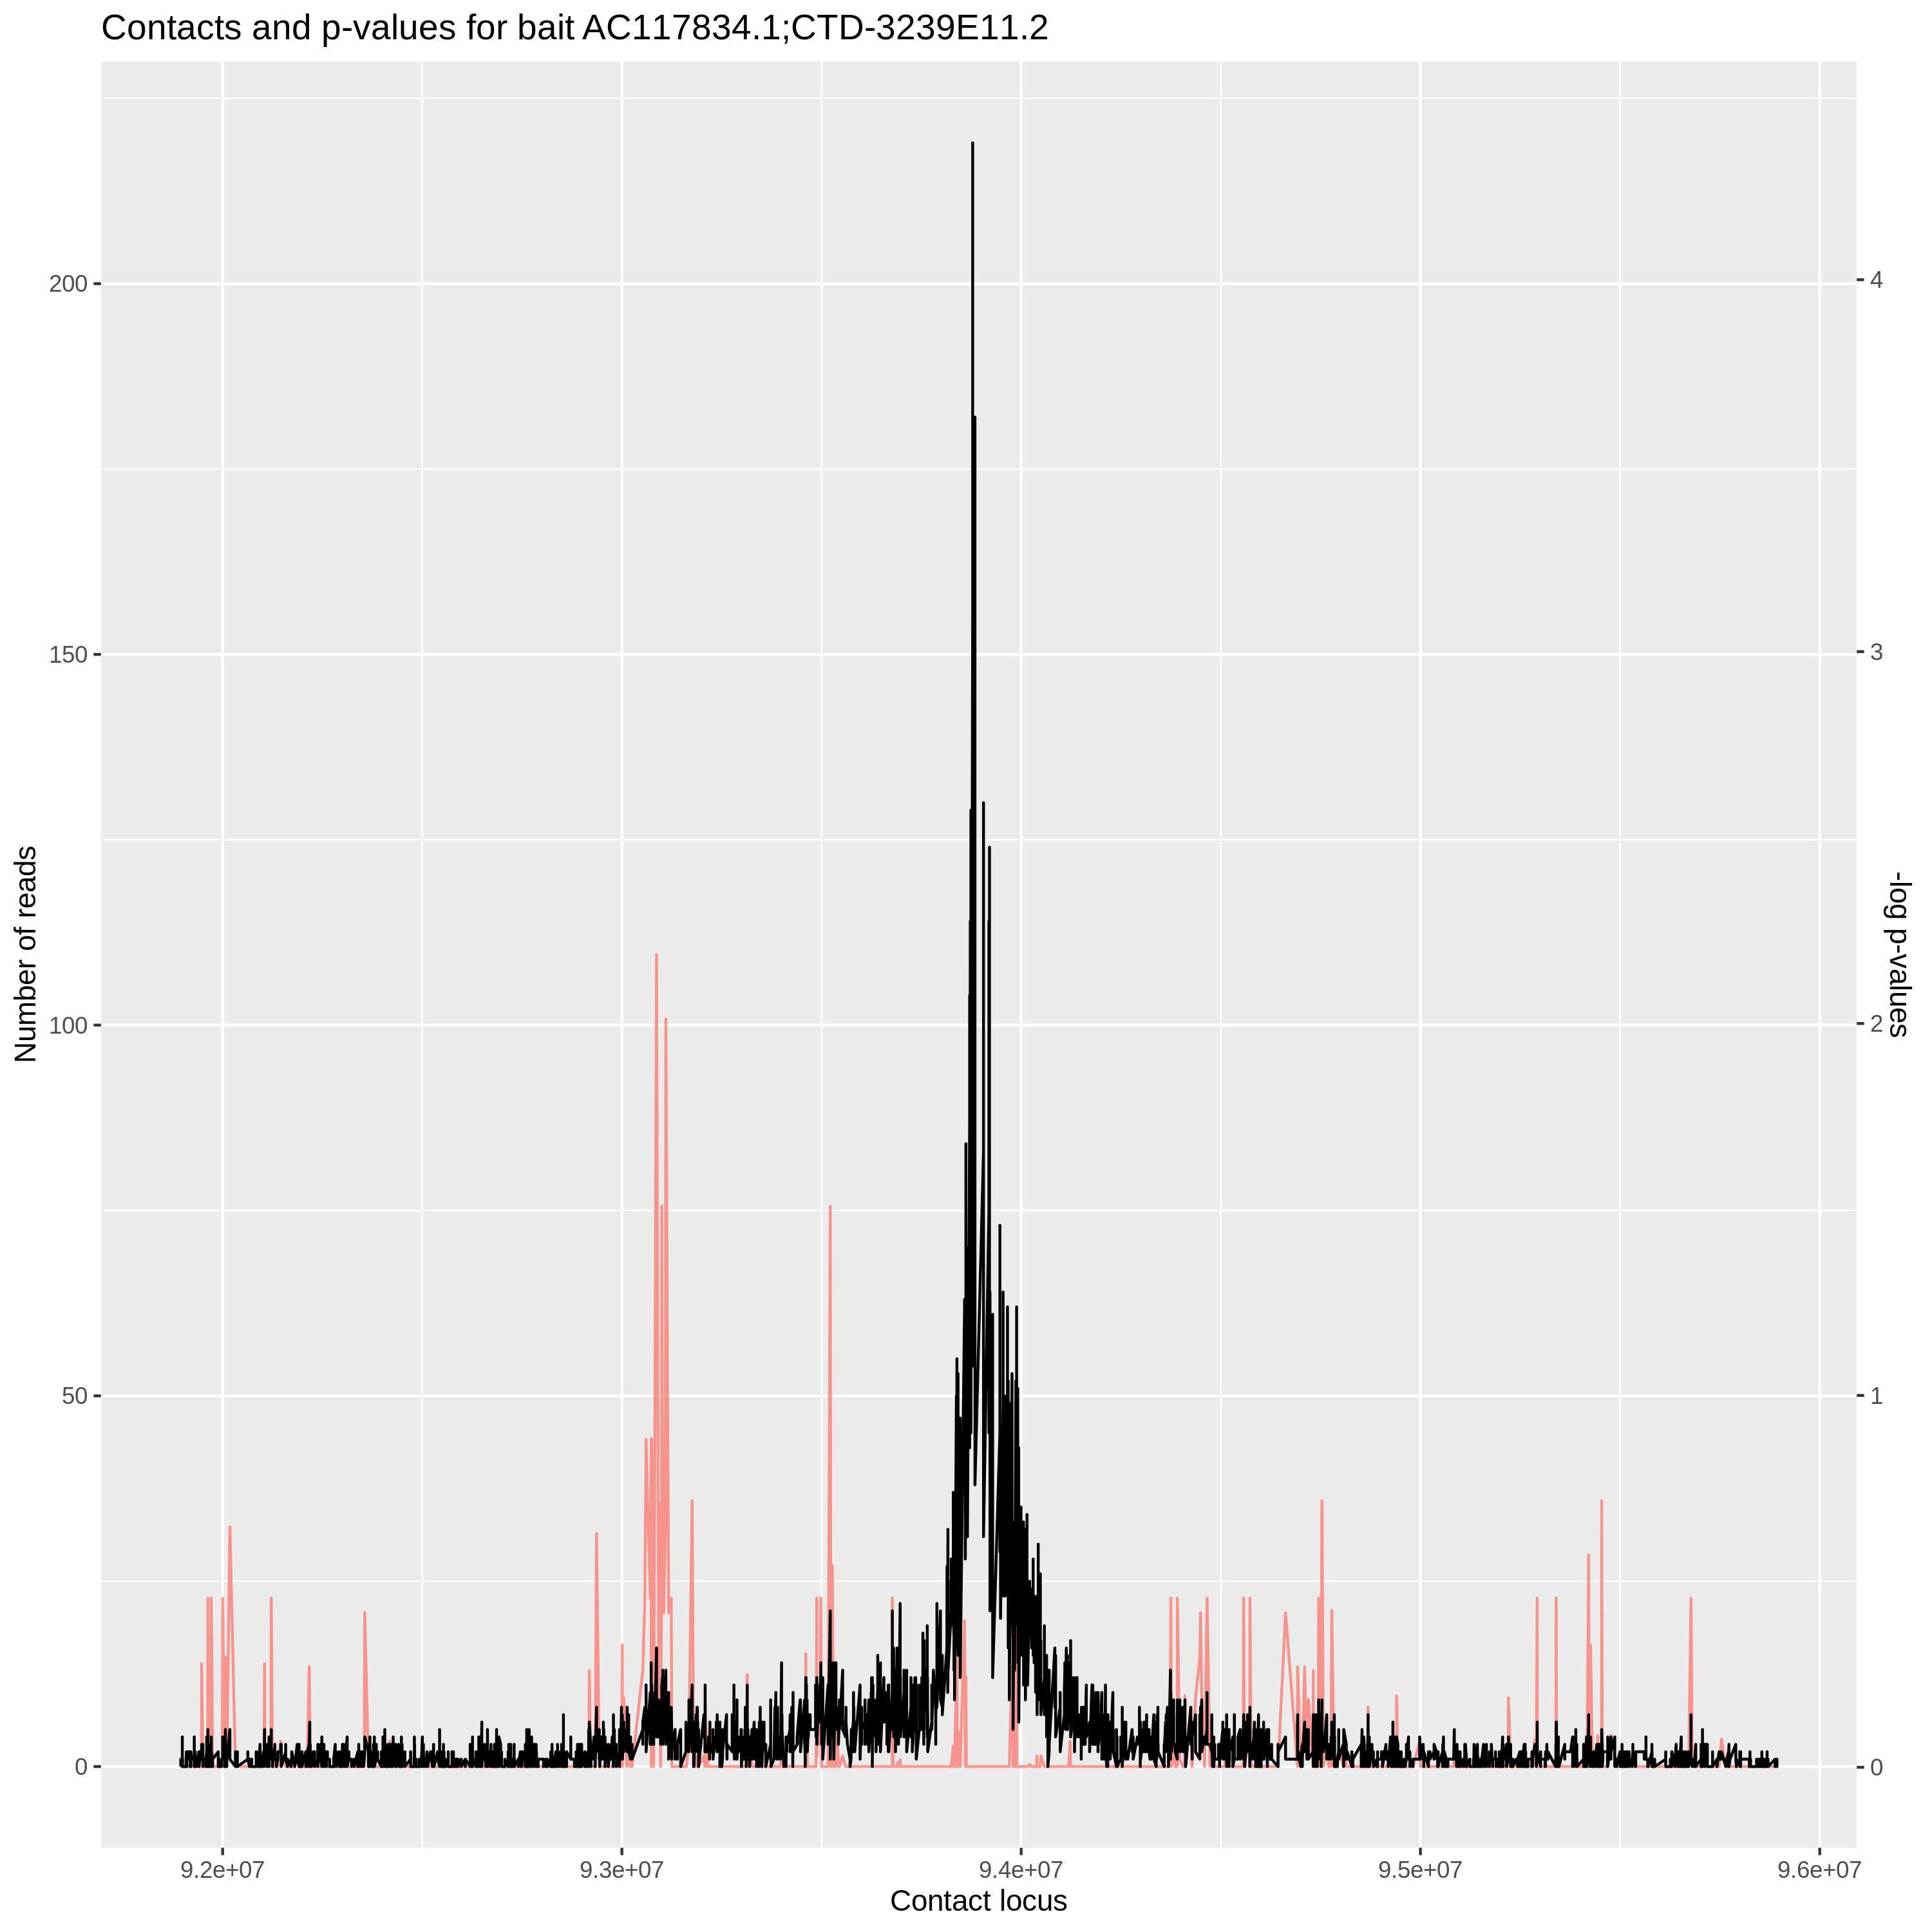 Contacts and p-values for bait AC117834.1;CTD-3239E11.2
Number of reads
200
150
100
50
0
4
3
2
1
0
-log p-values
9.2e+07 9.3e+07 9.4e+07 9.5e+07 9.6e+07
Contact locus